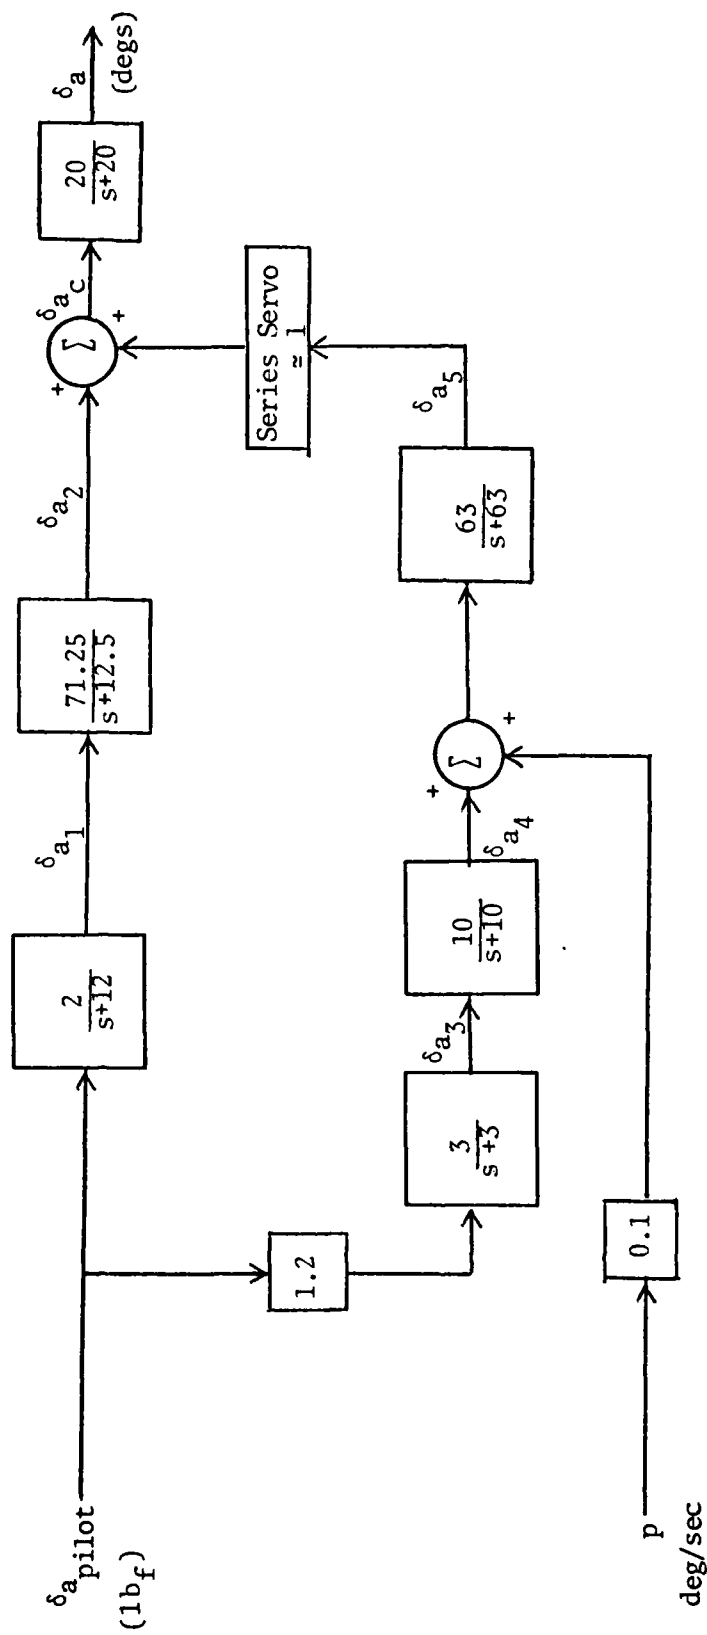 δa pilot
(lbf)
2
s+12
δa1
71.25
s+12.5
δa2
+
Σ
+
δac
20
s+20
δa
(degs)
1.2
3
s+3
δa3
10
s+10
δa4
+
Σ
+
63
s+63
δa5
Series Servo
≃ 1
p
deg/sec
0.1